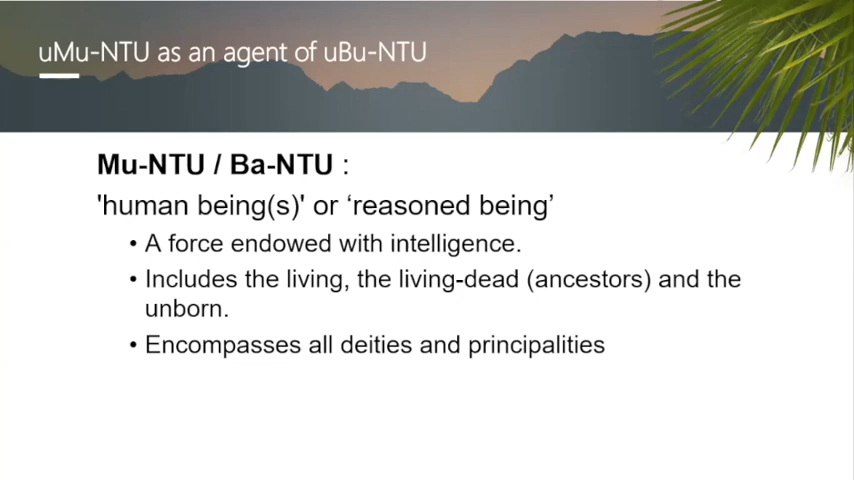 uMu-NTU as an agent of uBu-NTU
Mu-NTU / Ba-NTU :
'human being(s)' or ‘reasoned being’
• A force endowed with intelligence.
• Includes the living, the living-dead (ancestors) and the
unborn.
• Encompasses all deities and principalities